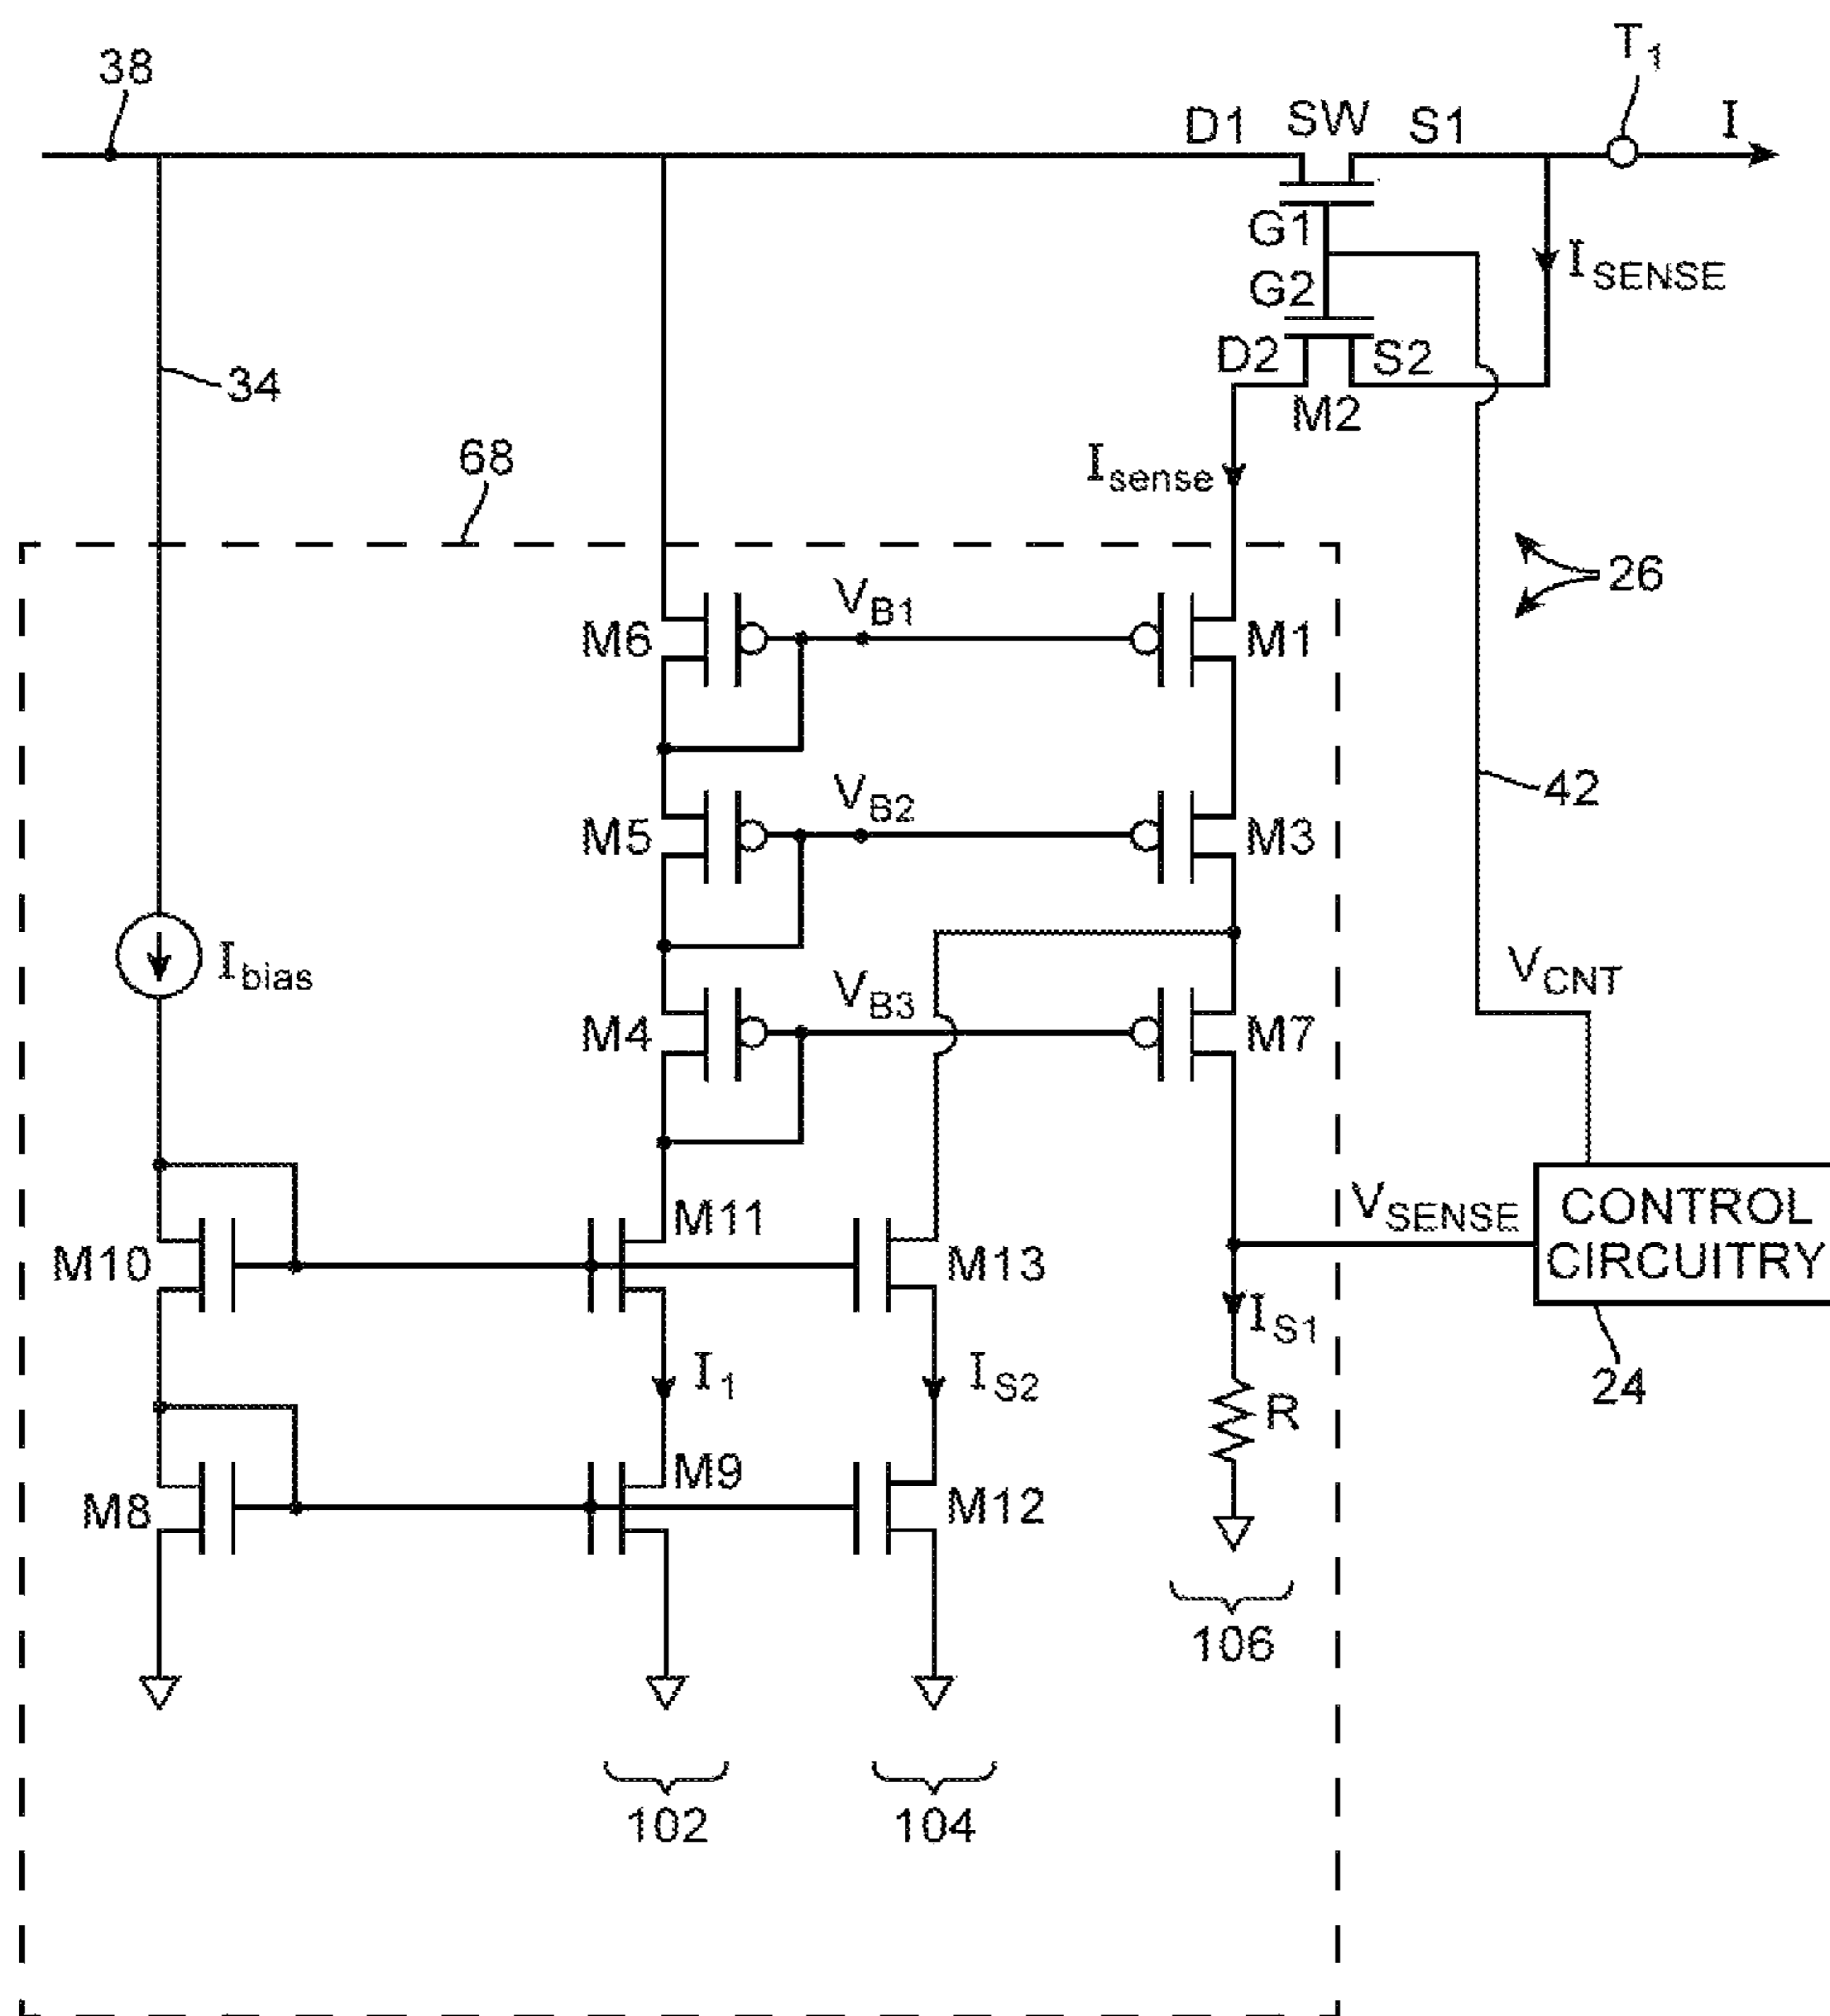 38
T1
D1 SW S1 I
G1
G2
ISENSE
D2 S2
M2
34
68
Isense
26
VB1
M6 M1
VB2
M5 M3
42
Ibias
VB3
VCNT
M4 M7
M11
VSENSE
CONTROL
CIRCUITRY
M10 M13
IS1
I1 IS2
24
R
M9
M8 M12
106
102 104